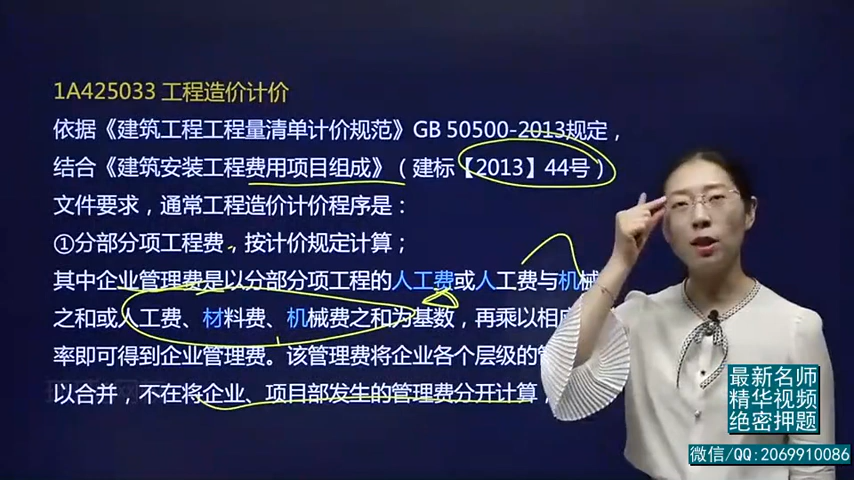 1A425033 工程造价计价
依据《建筑工程工程量清单计价规范》GB 50500-2013规定，
结合《建筑安装工程费用项目组成》（建标【2013】44号）
文件要求，通常工程造价计价程序是：
①分部分项工程费，按计价规定计算；
其中企业管理费是以分部分项工程的人工费或人工费与机械
之和或人工费、材料费、机械费之和为基数，再乘以相
率即可得到企业管理费。该管理费将企业各个层级的管
以合并，不在将企业、项目部发生的管理费分开计算，
最新名师
精华视频
绝密押题
微信/QQ:2069910086